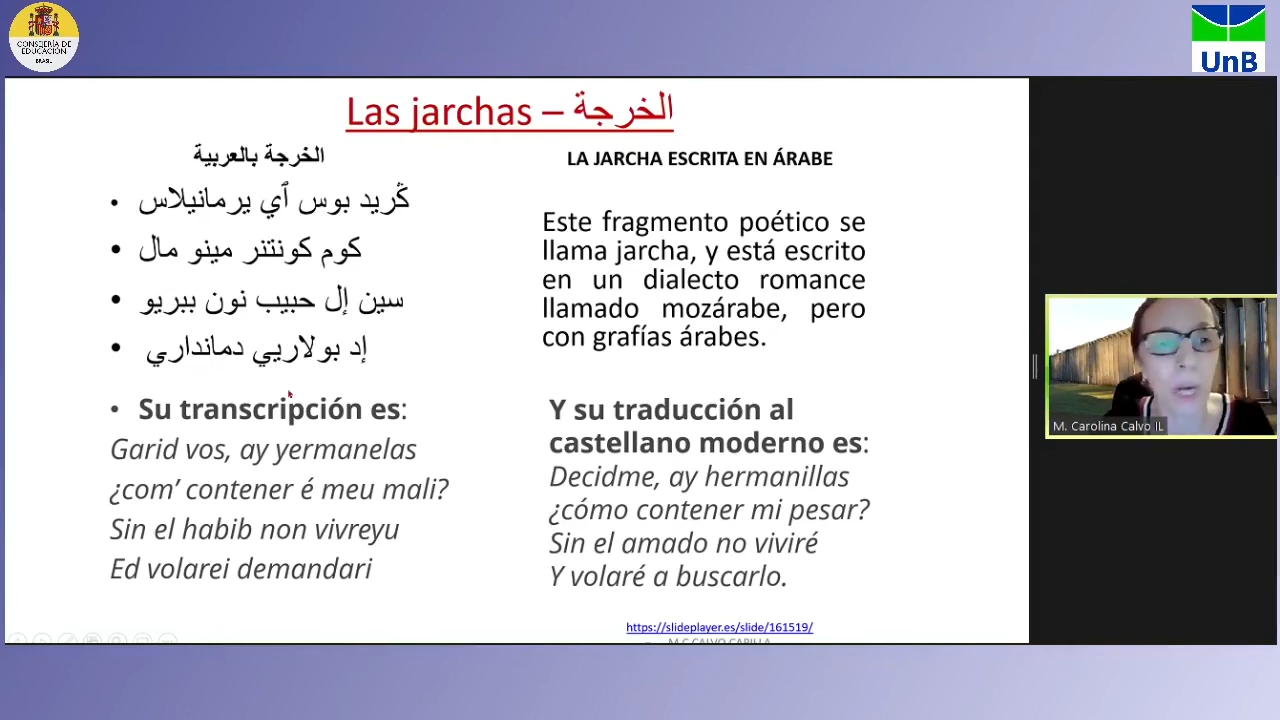 CONSEJERÍA DE
EDUCACIÓN
BRASIL
UnB
Las jarchas – الخرجة
الخرجة بالعربية
• كَٰريد بوس ٱي يرمانيلاس
• كوم كونتنر مينو مال
• سين إل حبيب نون ببريو
• إد بولاريي دمانداري
• Su transcripción es:
Garid vos, ay yermanelas
¿com’ contener é meu mali?
Sin el habib non vivreyu
Ed volarei demandari
LA JARCHA ESCRITA EN ÁRABE
Este fragmento poético se
llama jarcha, y está escrito
en un dialecto romance
llamado mozárabe, pero
con grafías árabes.
Y su traducción al
castellano moderno es:
Decidme, ay hermanillas
¿cómo contener mi pesar?
Sin el amado no viviré
Y volaré a buscarlo.
https://slideplayer.es/slide/161519/
M.C CALVO CAPILLA
M. Carolina Calvo IL